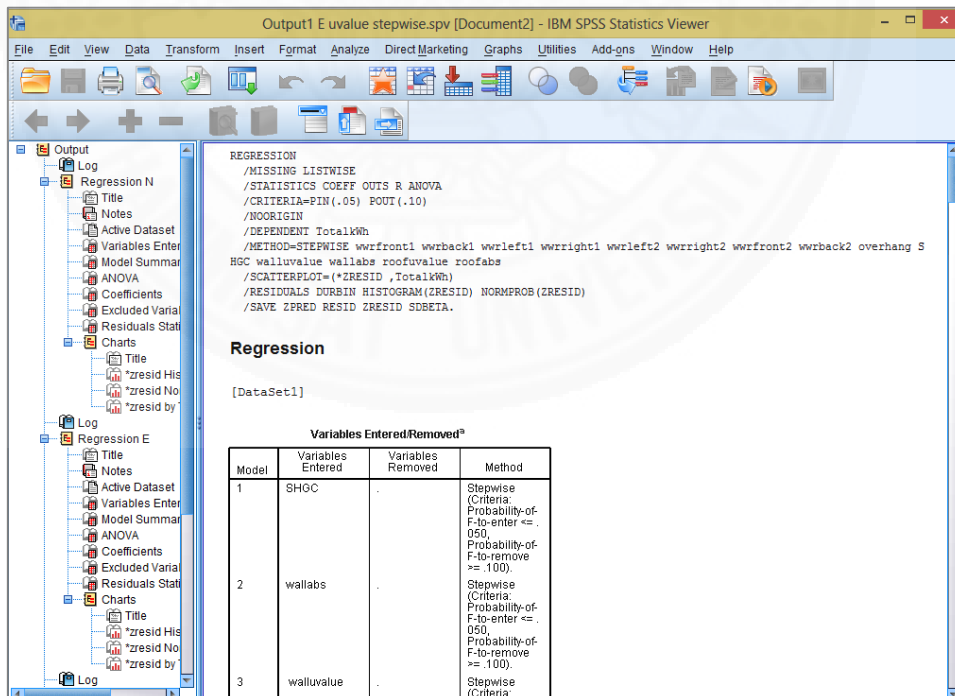 Output1 E uvalue stepwise.spv [Document2] - IBM SPSS Statistics Viewer
File Edit View Data Transform Insert Format Analyze Direct Marketing Graphs Utilities Add-ons Window Help
Output
Log
Regression N
Title
Notes
Active Dataset
Variables Enter
Model Summar
ANOVA
Coefficients
Excluded Varial
Residuals Stati
Charts
Title
*zresid His
*zresid No
*zresid by
Log
Regression E
Title
Notes
Active Dataset
Variables Enter
Model Summar
ANOVA
Coefficients
Excluded Varial
Residuals Stati
Charts
Title
*zresid His
*zresid No
*zresid by
Log
REGRESSION
/MISSING LISTWISE
/STATISTICS COEFF OUTS R ANOVA
/CRITERIA=PIN(.05) POUT(.10)
/NOORIGIN
/DEPENDENT TotalkWh
/METHOD=STEPWISE wwrfront1 wwrback1 wwrleft1 wwrright1 wwrleft2 wwrright2 wwrfront2 wwrback2 overhang S
HGC walluvalue wallabs roofuvalue roofabs
/SCATTERPLOT=(*ZRESID ,TotalkWh)
/RESIDUALS DURBIN HISTOGRAM(ZRESID) NORMPROB(ZRESID)
/SAVE ZPRED RESID ZRESID SDBETA.
Regression
[DataSet1]
Variables Entered/Removedᵃ
Model Variables Entered Variables Removed Method
1 SHGC . Stepwise
(Criteria:
Probability-of-
F-to-enter <= .
050,
Probability-of-
F-to-remove
>= .100).
2 wallabs . Stepwise
(Criteria:
Probability-of-
F-to-enter <= .
050,
Probability-of-
F-to-remove
>= .100).
3 walluvalue . Stepwise
(Criteria: